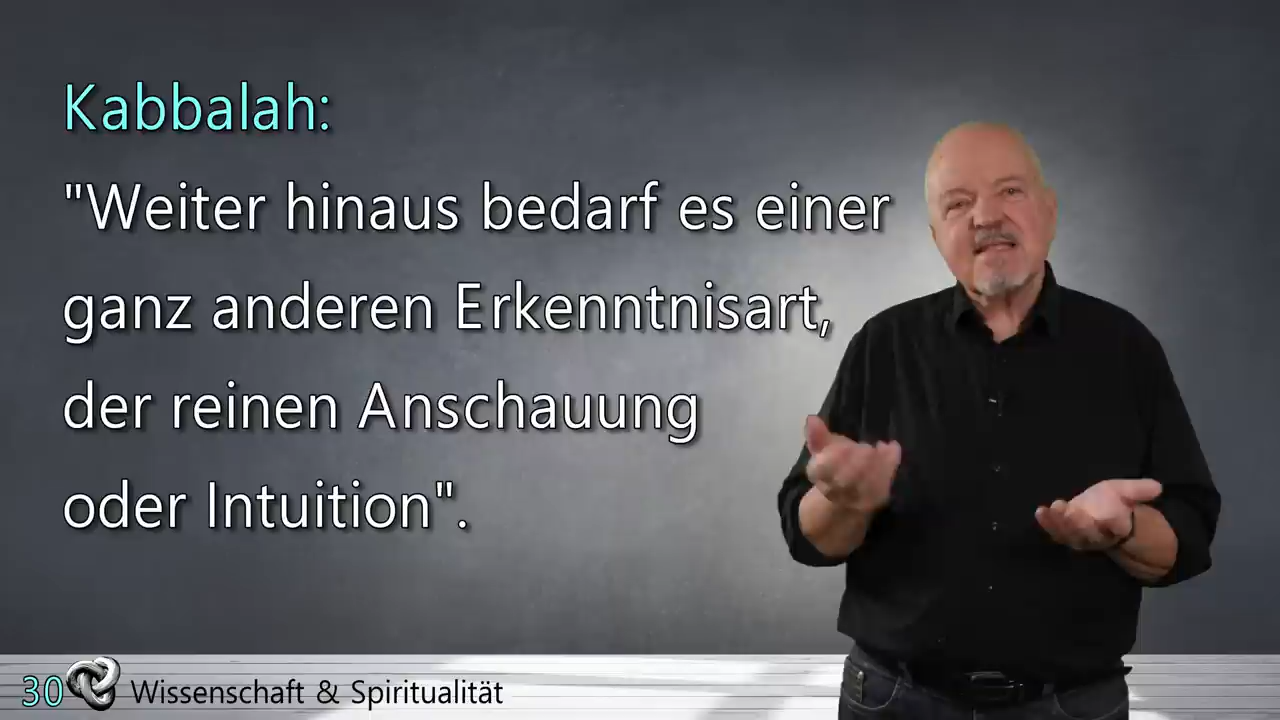 Kabbalah:
"Weiter hinaus bedarf es einer
ganz anderen Erkenntnisart,
der reinen Anschauung
oder Intuition".
30 Wissenschaft & Spiritualität